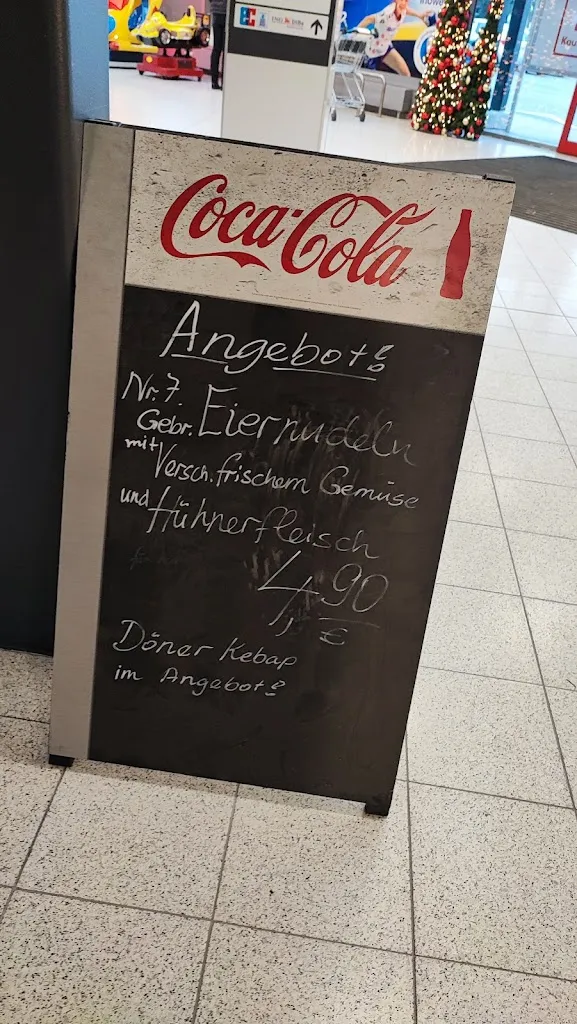 Coca-Cola
Angebot!
Nr. 7.
Gebr. Eiernudeln
mit Versch. frischem Gemüse
und Hühnerfleisch
4,90
€
Döner Kebap
im Angebot!